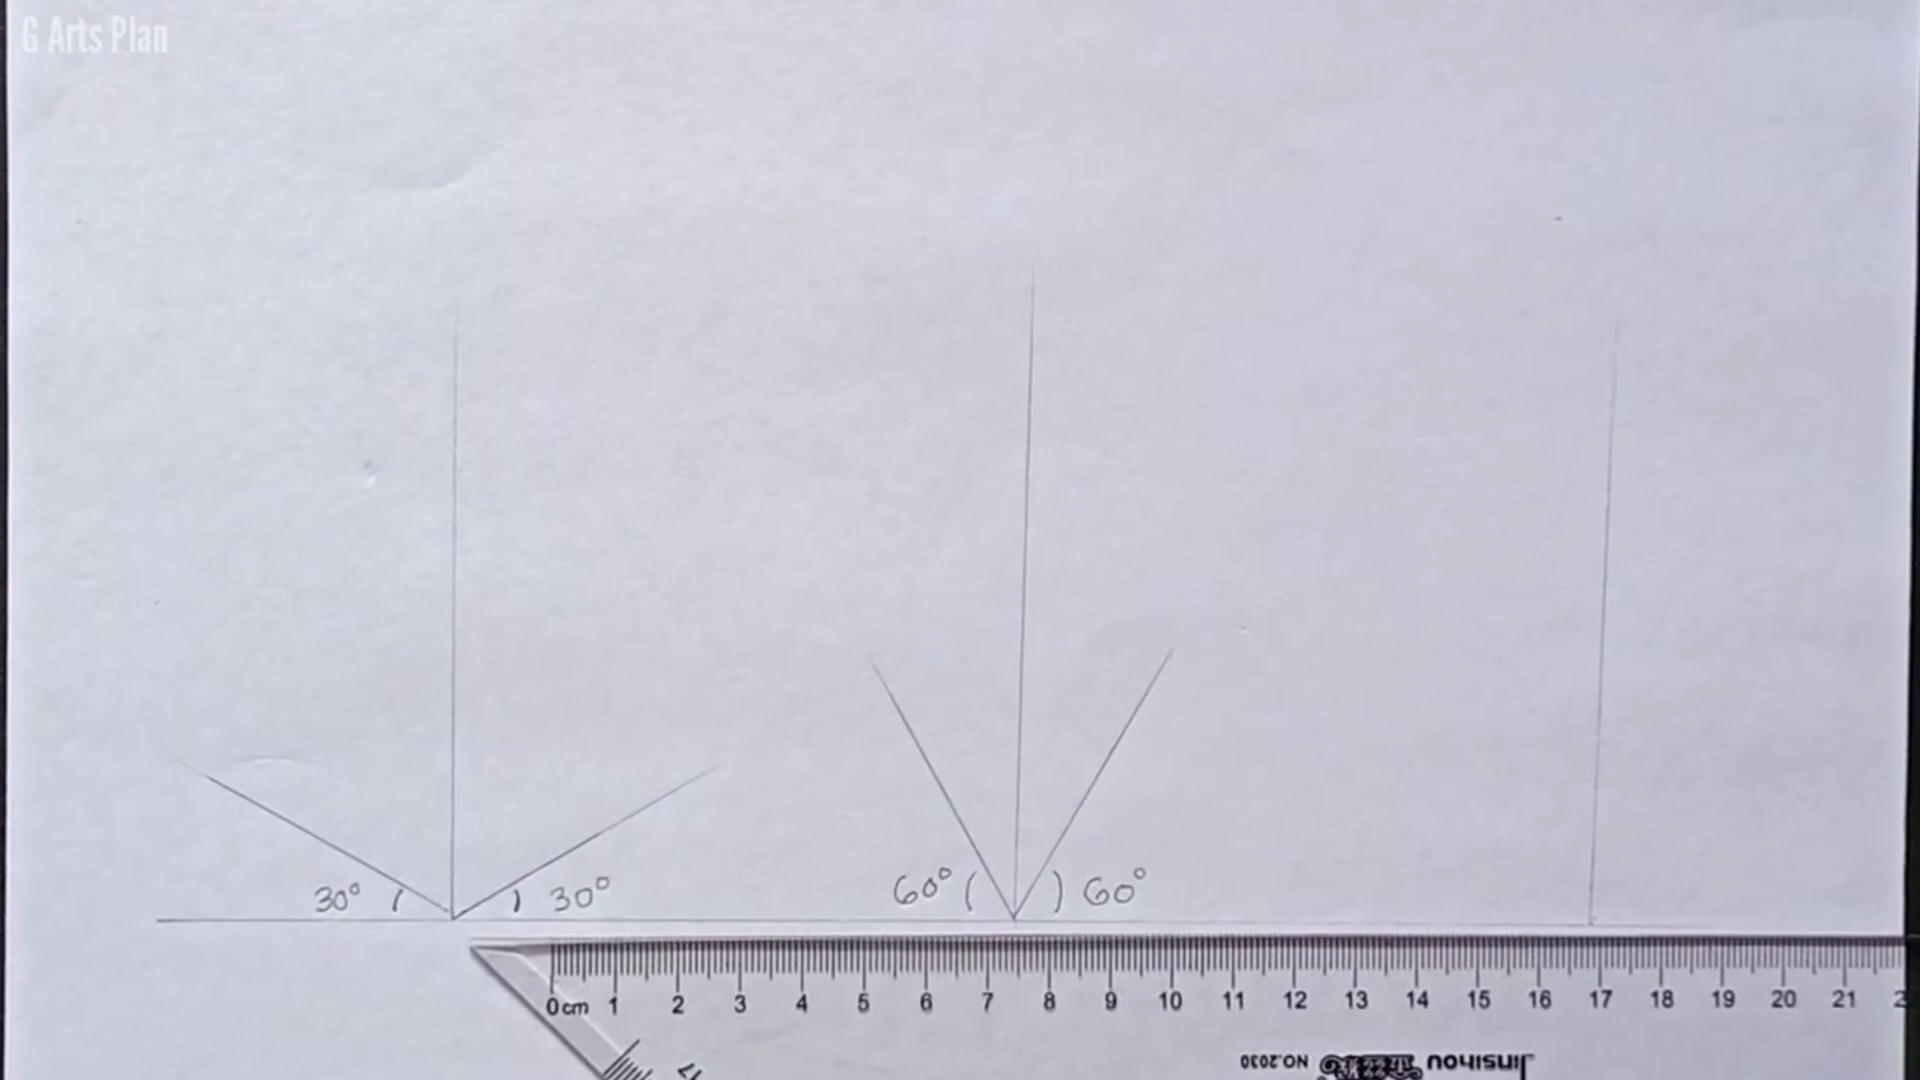 G Arts Plan
30° 30° 60° 60°
0cm 1 2 3 4 5 6 7 8 9 10 11 12 13 14 15 16 17 18 19 20 21
Jinsihou NO.2030